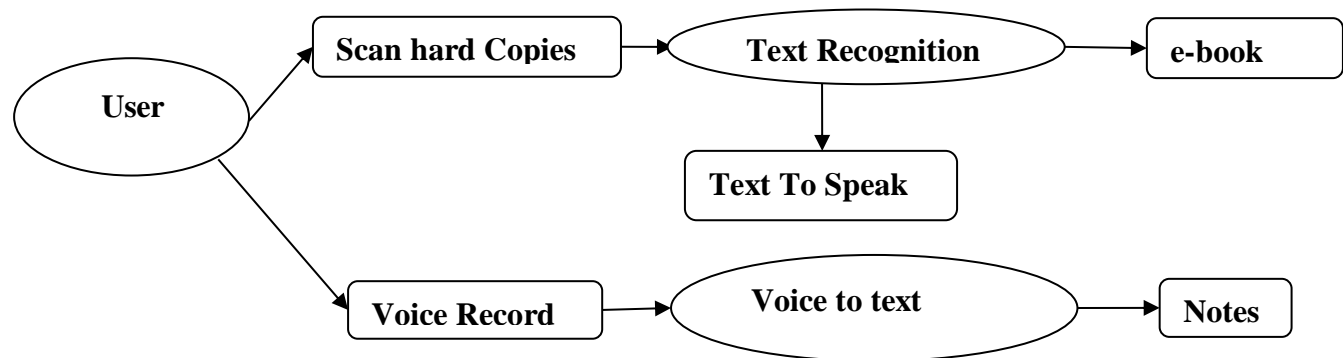 Scan hard Copies
Text Recognition
e-book
User
Text To Speak
Voice Record
Voice to text
Notes